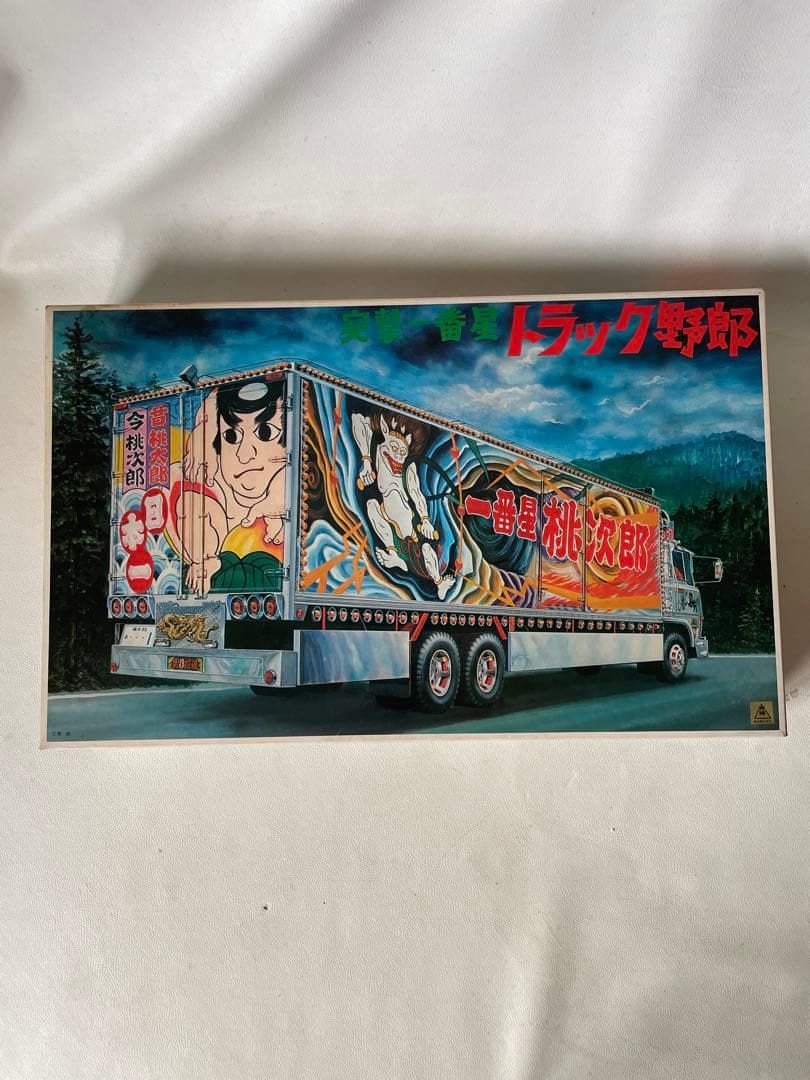 突撃一番星 トラック野郎
昔桃太郎
今桃次郎
日本一
一番星 桃次郎